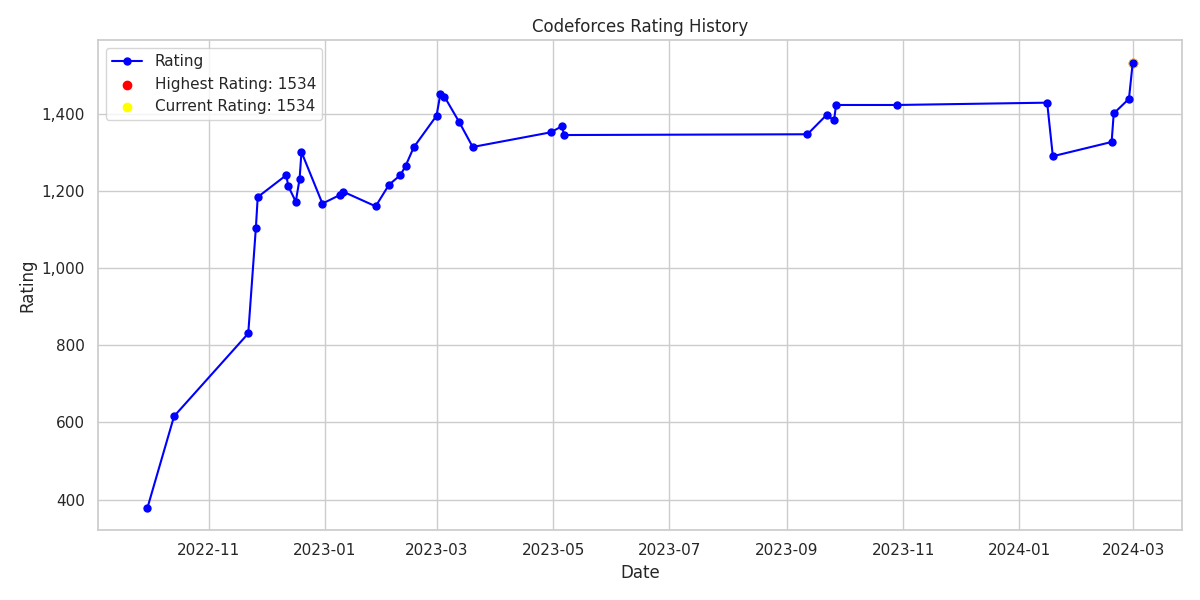 Codeforces Rating History
Rating
Highest Rating: 1534
Current Rating: 1534
Rating
1,400
1,200
1,000
800
600
400
2022-11
2023-01
2023-03
2023-05
2023-07
2023-09
2023-11
2024-01
2024-03
Date